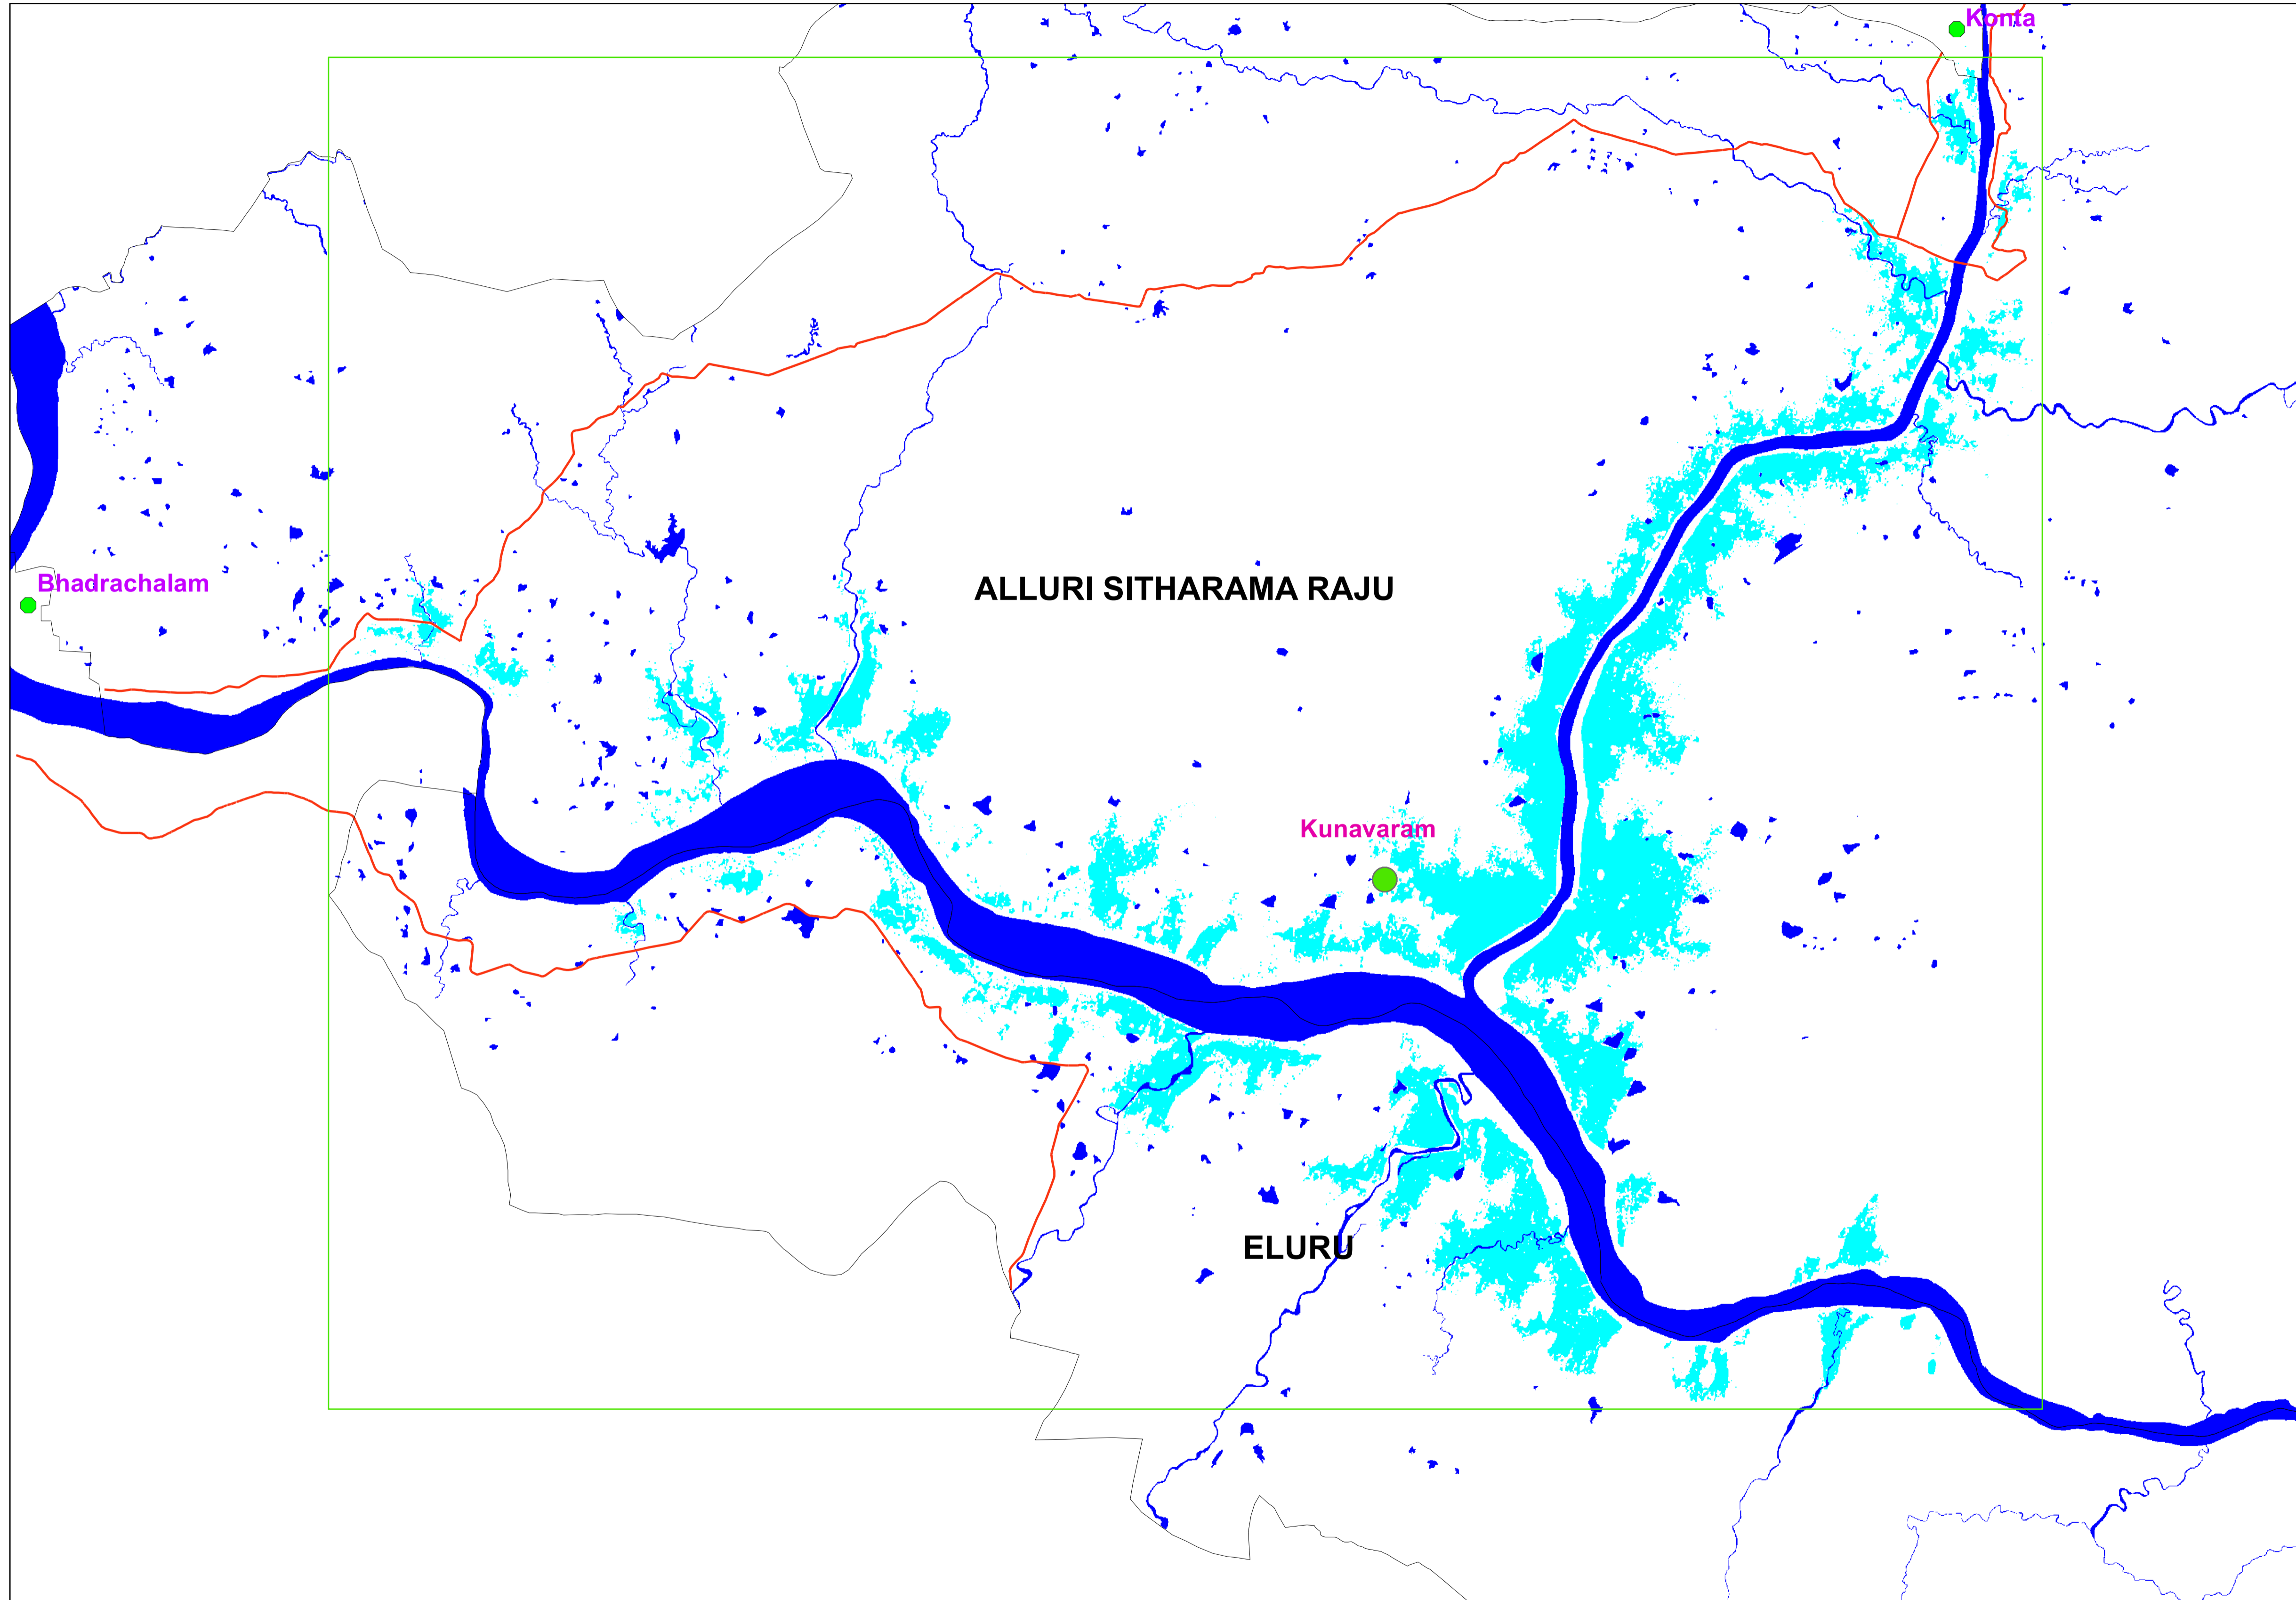 Konta
Bhadrachalam
ALLURI SITHARAMA RAJU
Kunavaram
ELURU